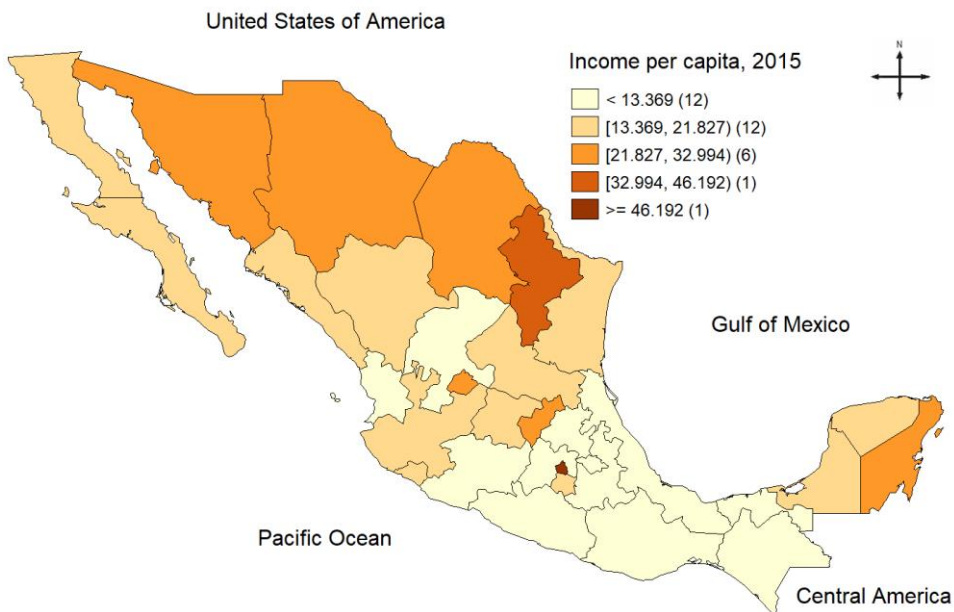 United States of America
N
Income per capita, 2015
< 13.369 (12)
[13.369, 21.827) (12)
[21.827, 32.994) (6)
[32.994, 46.192) (1)
>= 46.192 (1)
Gulf of Mexico
Pacific Ocean
Central America